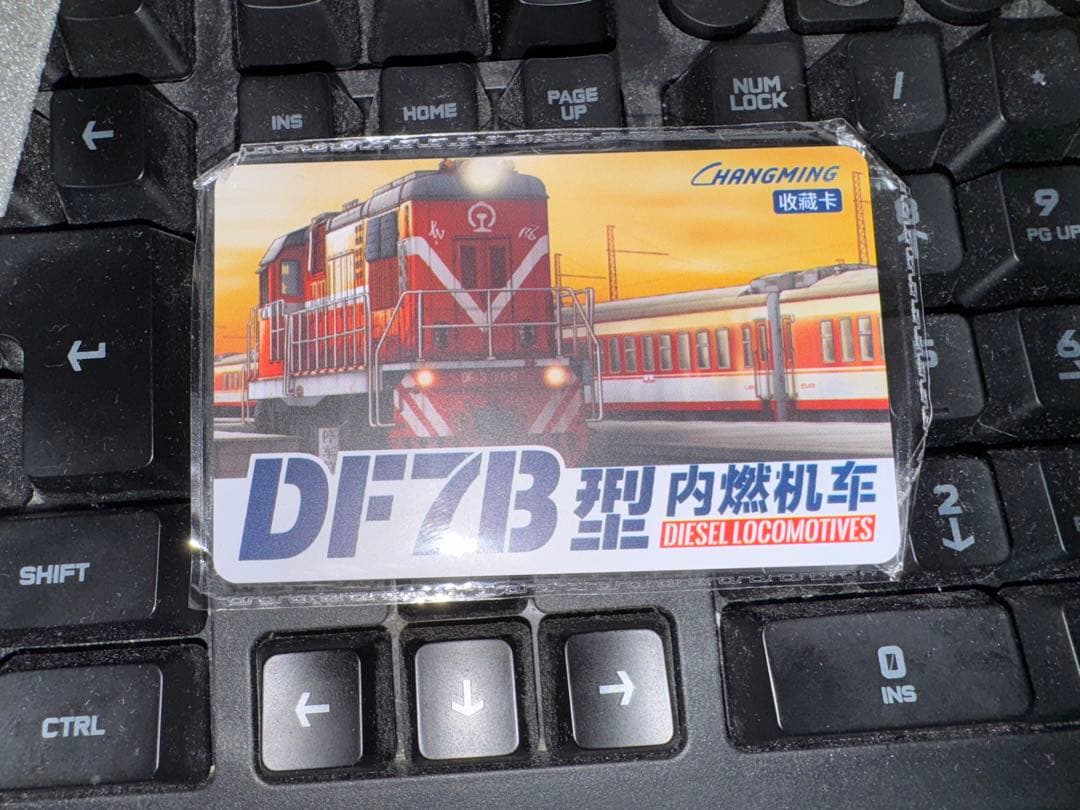 ←
INS
HOME
PAGE
UP
NUM
LOCK
/
*
9
PG UP
CHANGMING
收藏卡
6
DF7B型内燃机车
DIESEL LOCOMOTIVES
2
↓
SHIFT
CTRL
←
↓
→
0
INS